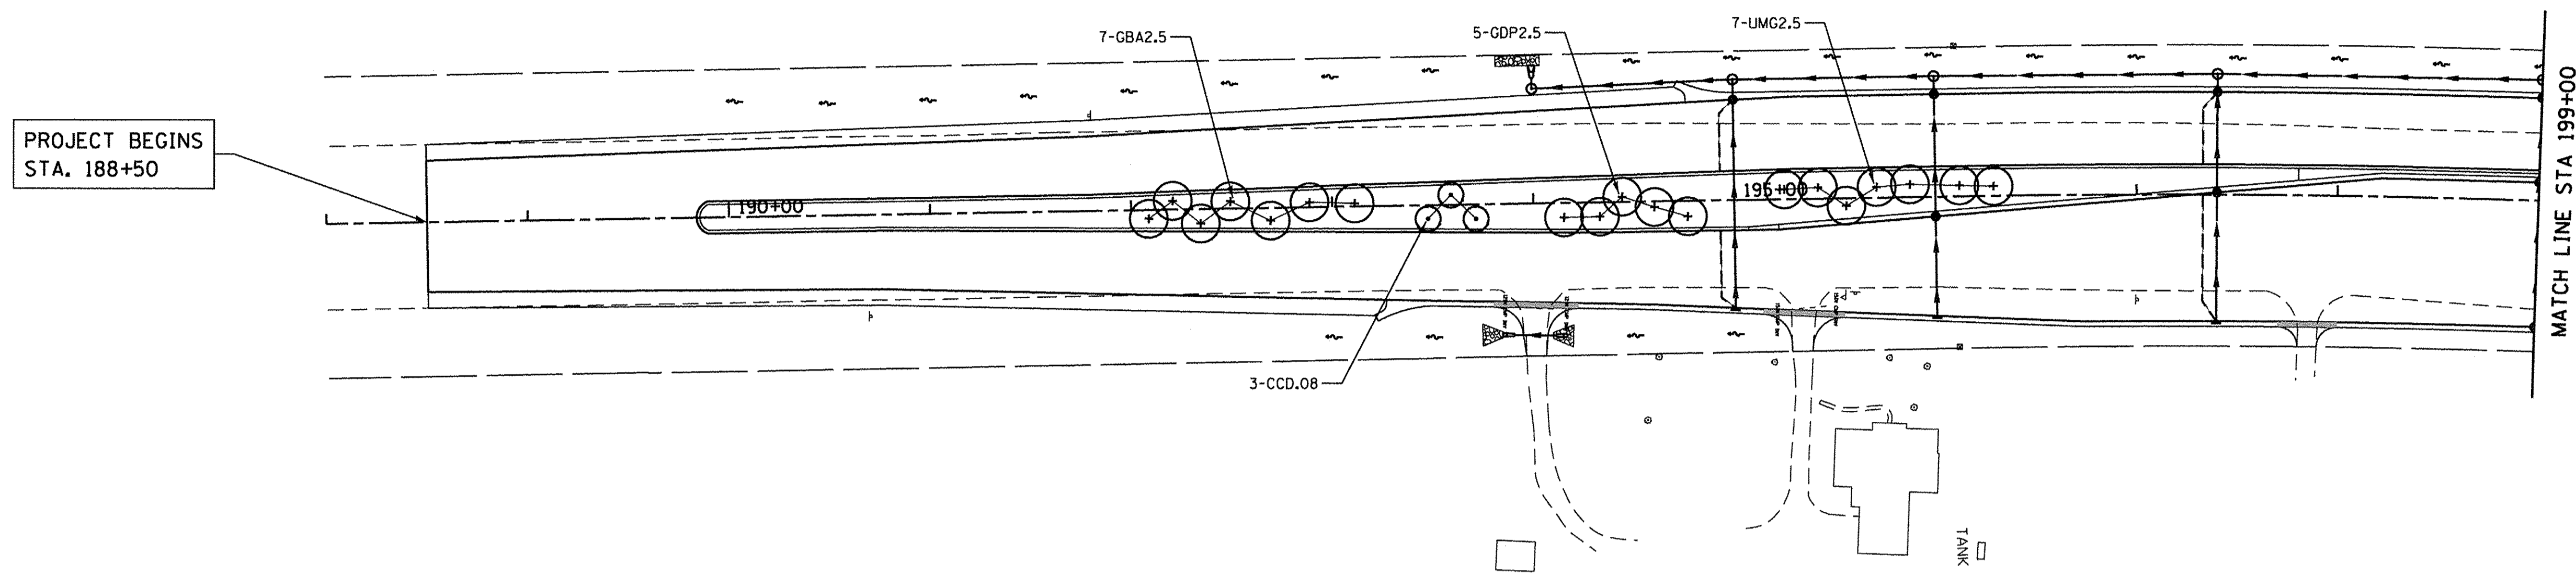 7-GBA2.5
5-GDP2.5
7-UMG2.5
PROJECT BEGINS
STA. 188+50
190+00
195+00
MATCH LINE STA 199+00
3-CCD.08
TANK